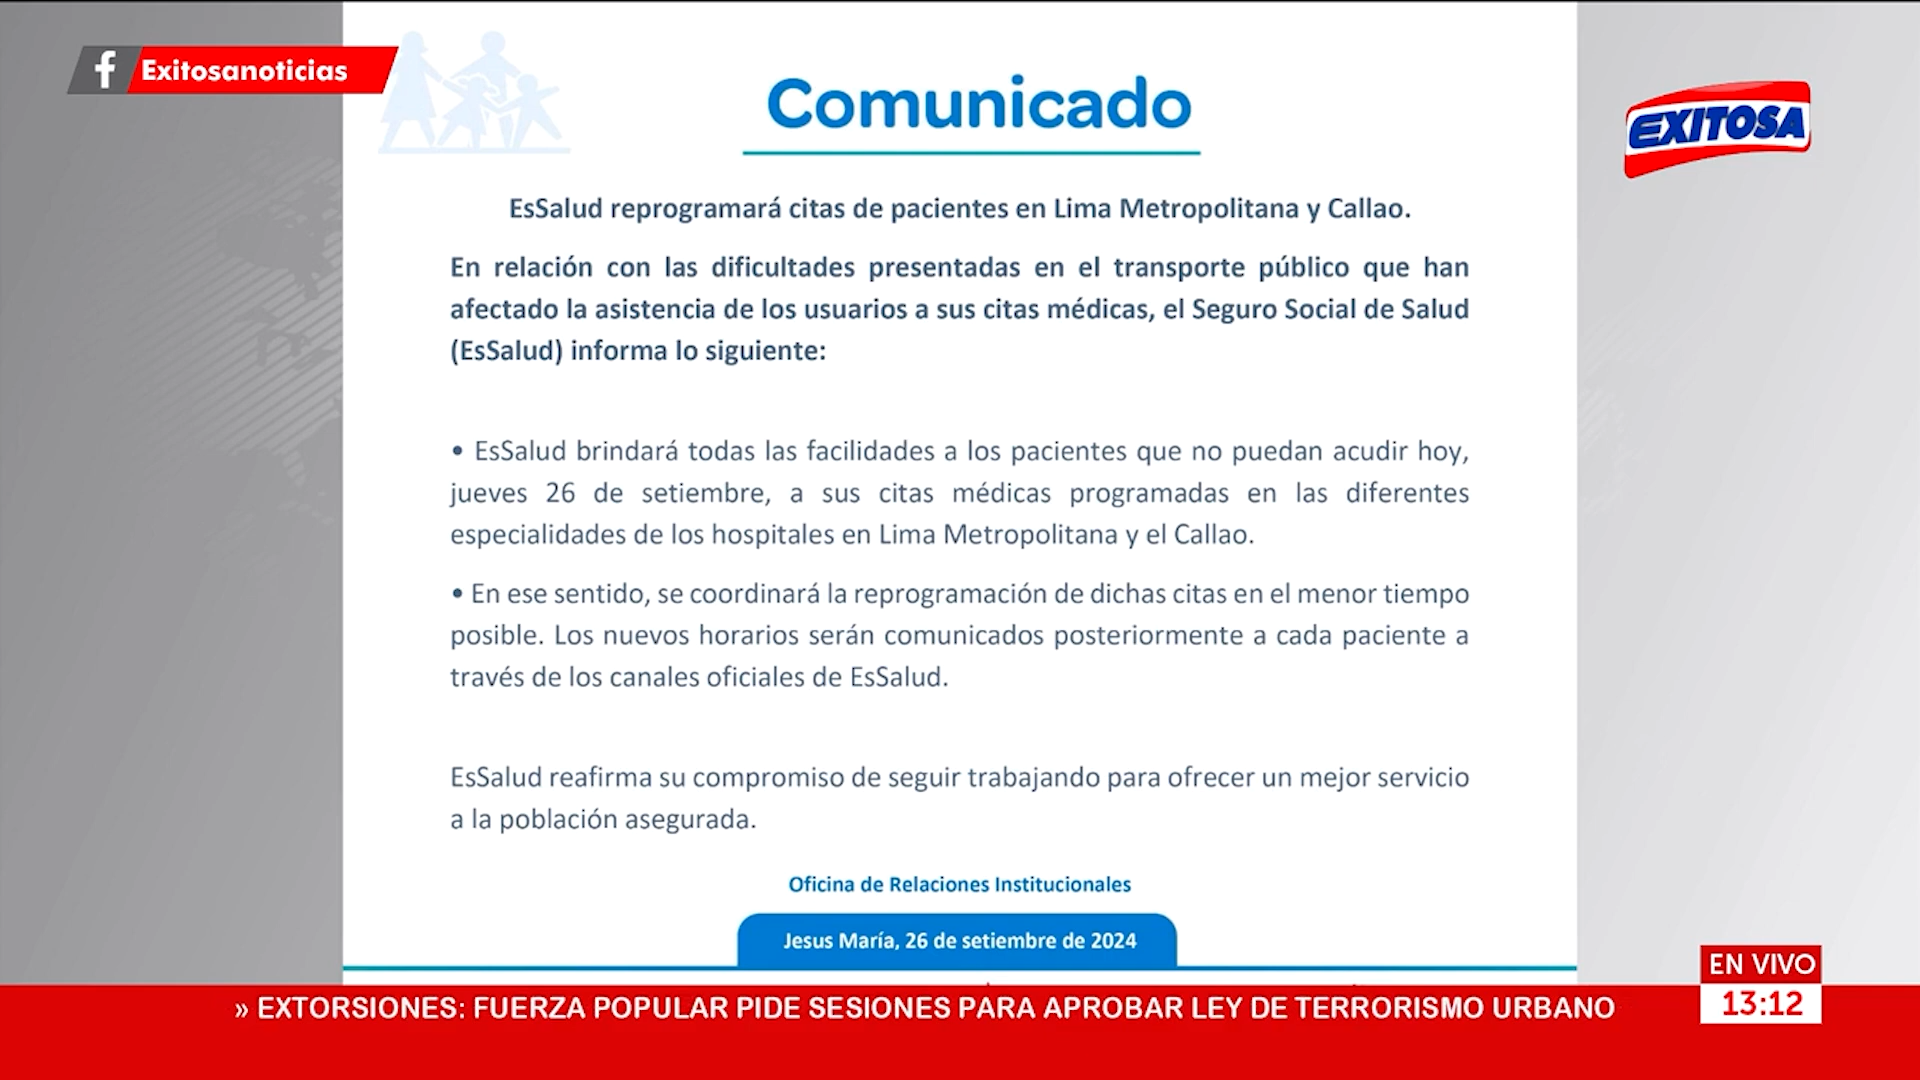 f Exitosanoticias
Comunicado
EXITOSA
EsSalud reprogramará citas de pacientes en Lima Metropolitana y Callao.
En relación con las dificultades presentadas en el transporte público que han
afectado la asistencia de los usuarios a sus citas médicas, el Seguro Social de Salud
(EsSalud) informa lo siguiente:
• EsSalud brindará todas las facilidades a los pacientes que no puedan acudir hoy,
jueves 26 de setiembre, a sus citas médicas programadas en las diferentes
especialidades de los hospitales en Lima Metropolitana y el Callao.
• En ese sentido, se coordinará la reprogramación de dichas citas en el menor tiempo
posible. Los nuevos horarios serán comunicados posteriormente a cada paciente a
través de los canales oficiales de EsSalud.
EsSalud reafirma su compromiso de seguir trabajando para ofrecer un mejor servicio
a la población asegurada.
Oficina de Relaciones Institucionales
Jesus María, 26 de setiembre de 2024
EN VIVO
13:12
» EXTORSIONES: FUERZA POPULAR PIDE SESIONES PARA APROBAR LEY DE TERRORISMO URBANO